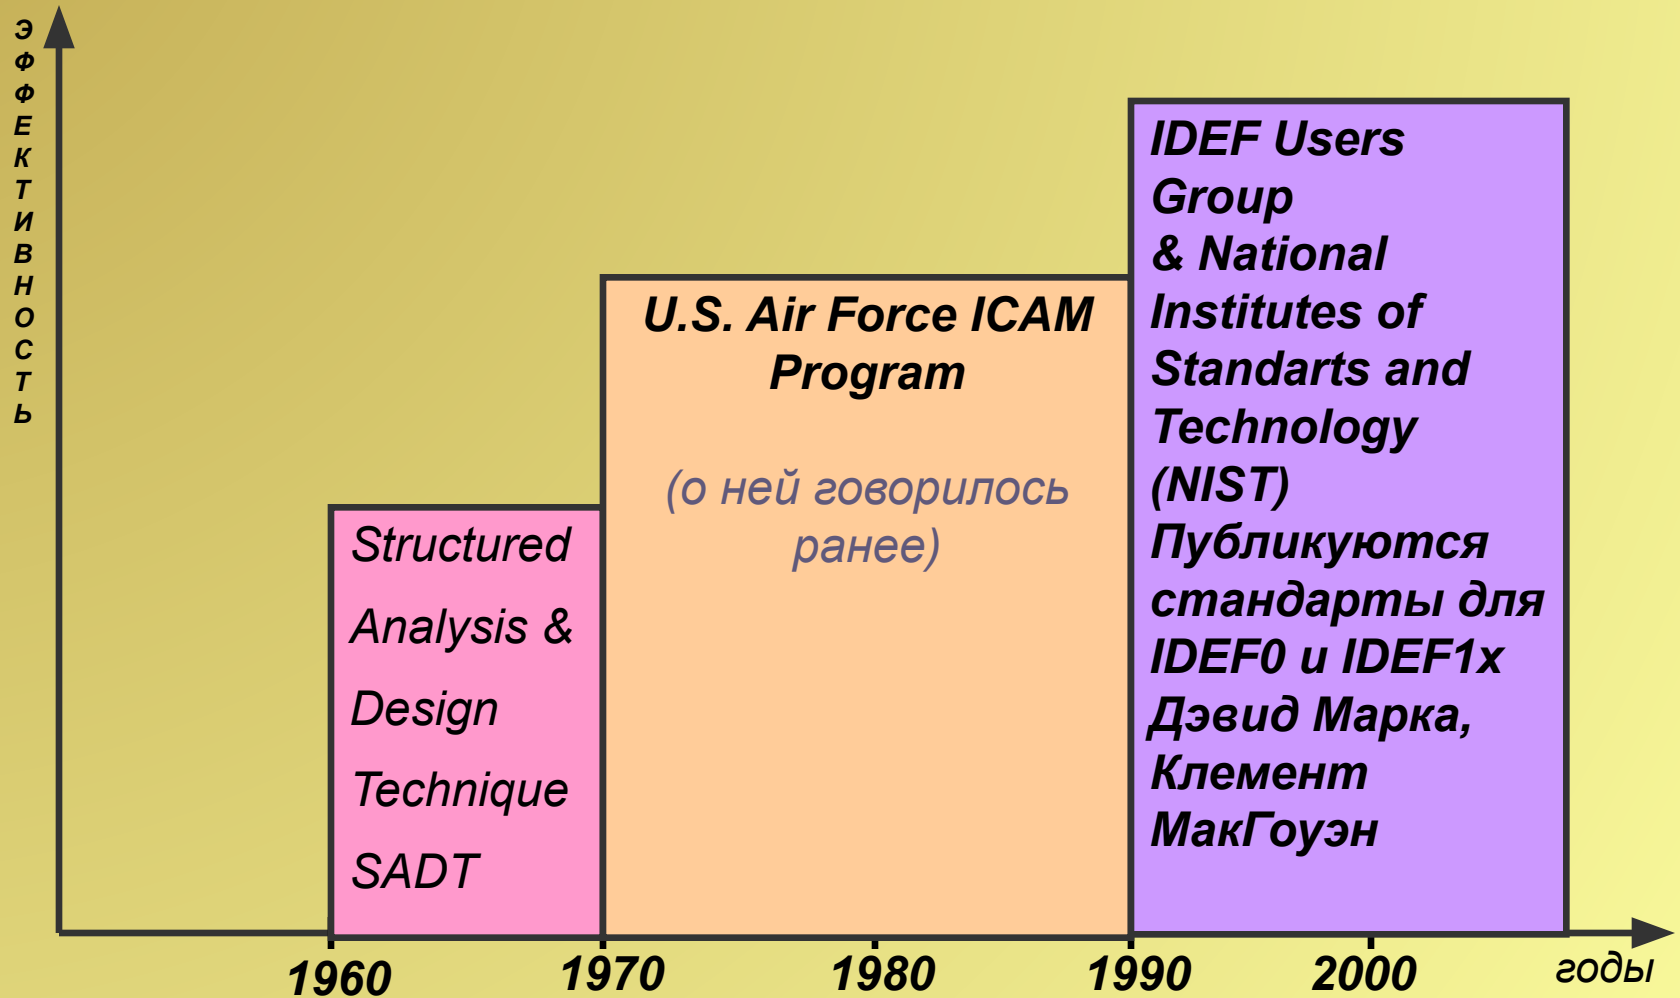 ЭФФЕКТИВНОСТЬ
Structured
Analysis &
Design
Technique
SADT
U.S. Air Force ICAM
Program
(о ней говорилось
ранее)
IDEF Users
Group
& National
Institutes of
Standarts and
Technology
(NIST)
Публикуются
стандарты для
IDEF0 и IDEF1x
Дэвид Марка,
Клемент
МакГоуэн
1960 1970 1980 1990 2000 годы